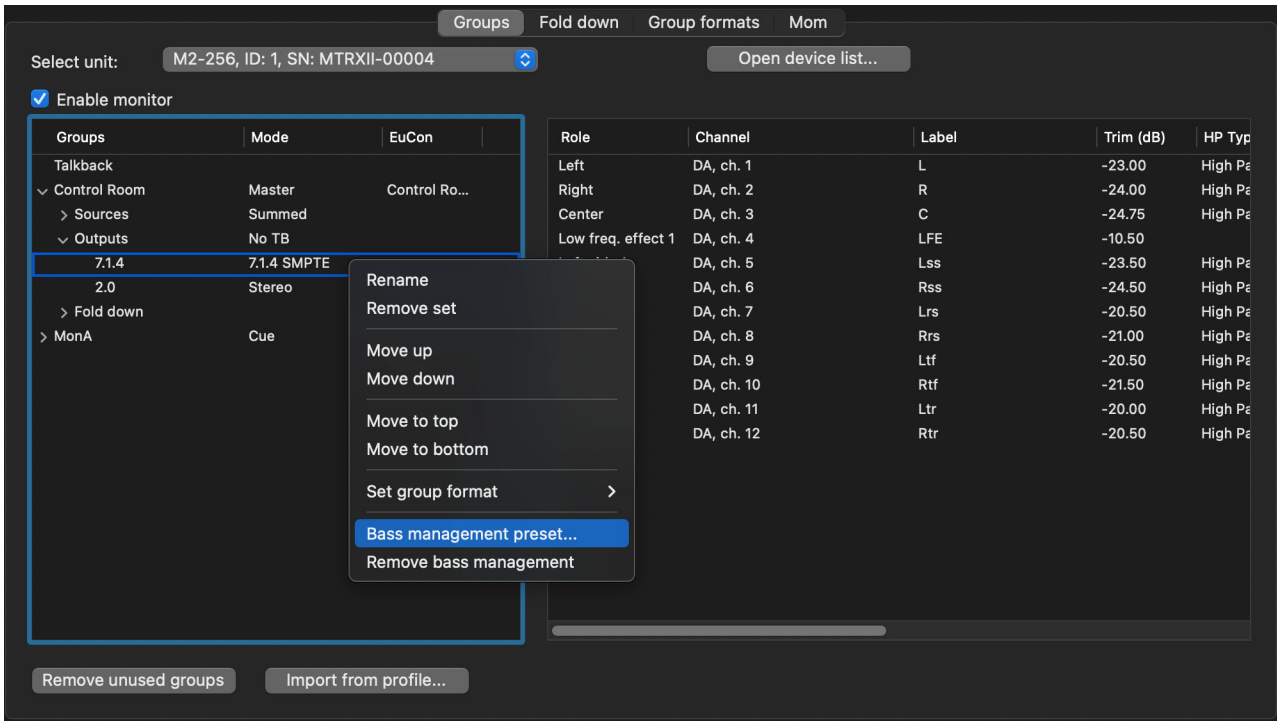 Groups Fold down Group formats Mom
Select unit: M2-256, ID: 1, SN: MTRXII-00004 Open device list...
Enable monitor
Groups Mode EuCon
Talkback
Control Room Master Control Ro...
Sources Summed
Outputs No TB
7.1.4 7.1.4 SMPTE
2.0 Stereo
Fold down
MonA Cue
Rename
Remove set
Move up
Move down
Move to top
Move to bottom
Set group format
Bass management preset...
Remove bass management
Role Channel Label Trim (dB) HP Typ
Left DA, ch. 1 L -23.00 High Pa
Right DA, ch. 2 R -24.00 High Pa
Center DA, ch. 3 C -24.75 High Pa
Low freq. effect 1 DA, ch. 4 LFE -10.50
DA, ch. 5 Lss -23.50 High Pa
DA, ch. 6 Rss -24.50 High Pa
DA, ch. 7 Lrs -20.50 High Pa
DA, ch. 8 Rrs -21.00 High Pa
DA, ch. 9 Ltf -20.50 High Pa
DA, ch. 10 Rtf -21.50 High Pa
DA, ch. 11 Ltr -20.00 High Pa
DA, ch. 12 Rtr -20.50 High Pa
Remove unused groups Import from profile...